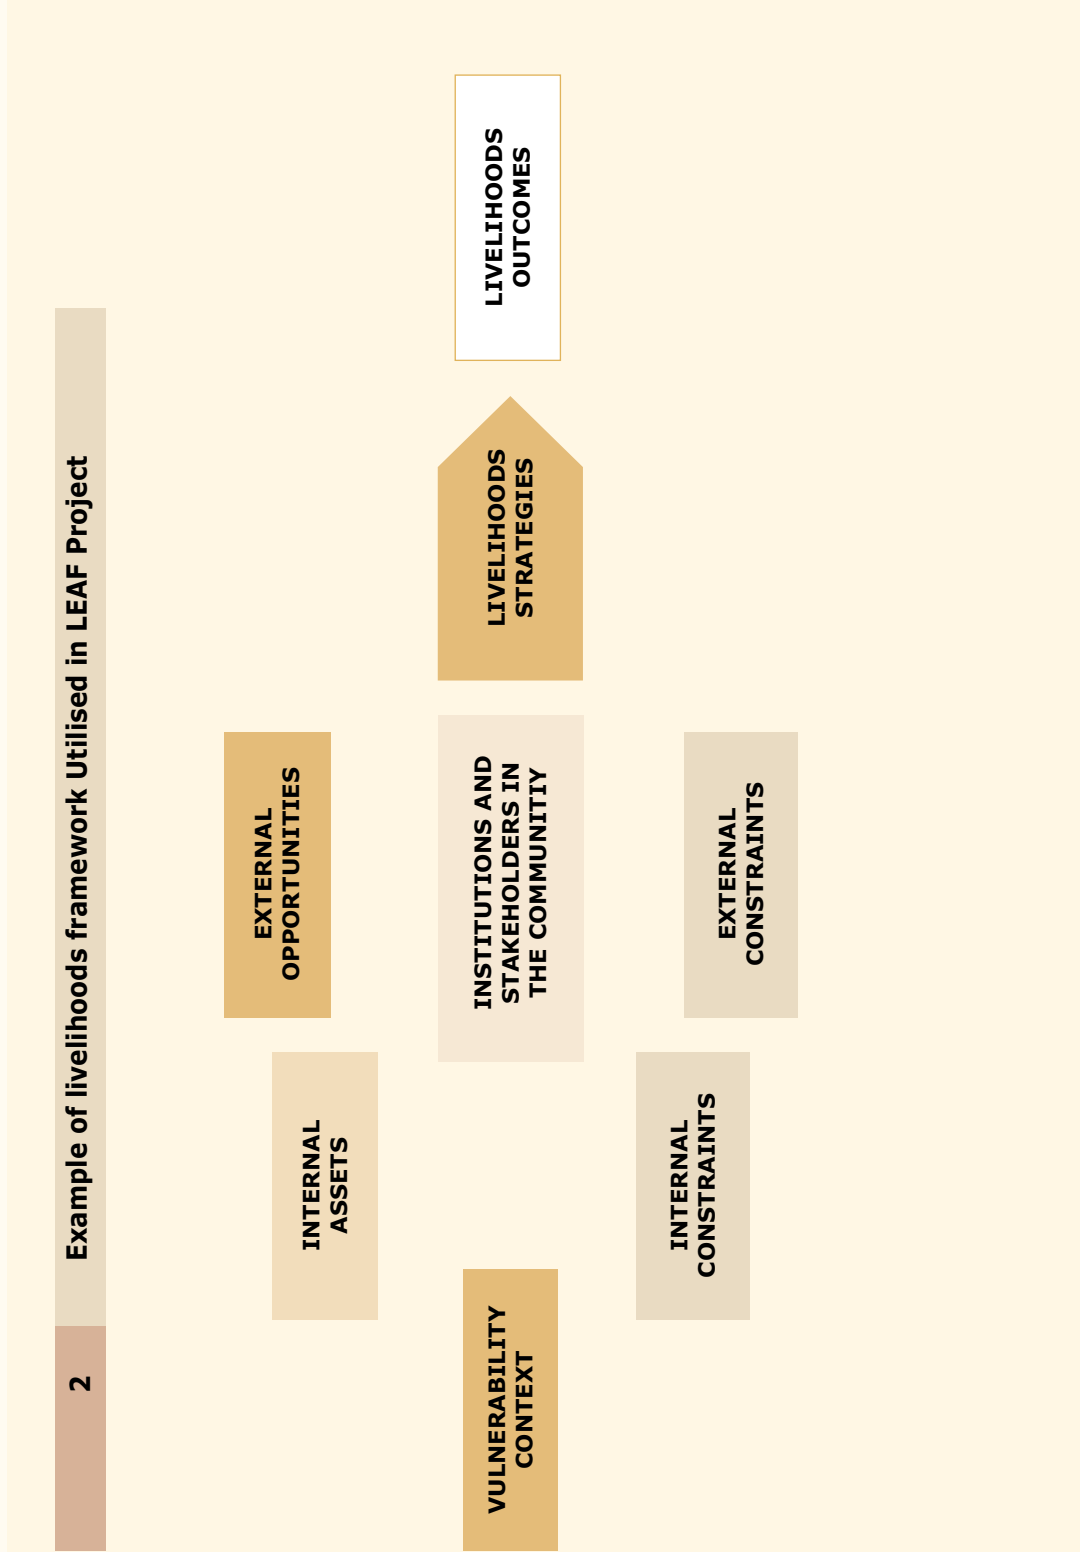 2
Example of livelihoods framework Utilised in LEAF Project
VULNERABILITY
CONTEXT
INTERNAL
ASSETS
INTERNAL
CONSTRAINTS
EXTERNAL
OPPORTUNITIES
INSTITUTIONS AND
STAKEHOLDERS IN
THE COMMUNITIY
EXTERNAL
CONSTRAINTS
LIVELIHOODS
STRATEGIES
LIVELIHOODS
OUTCOMES